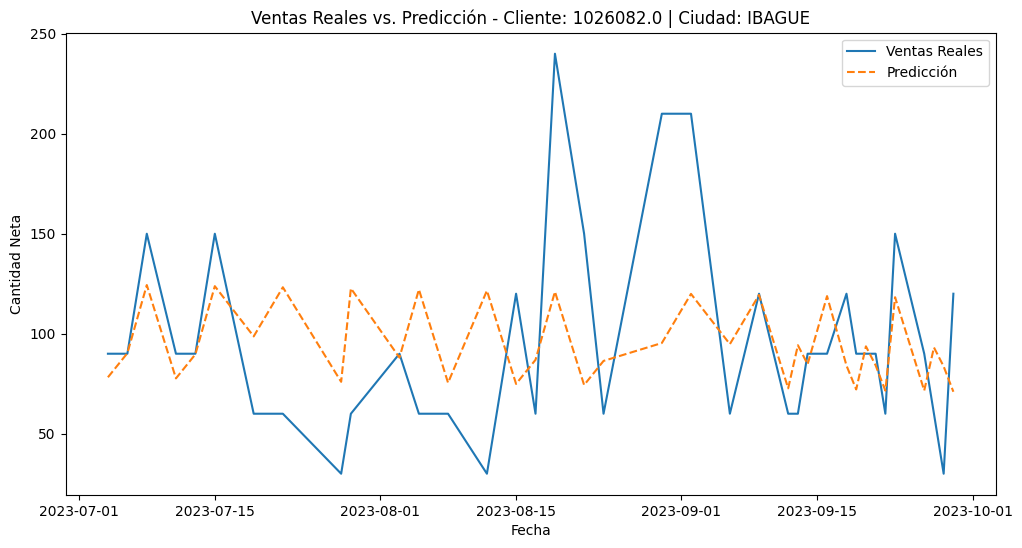 Ventas Reales vs. Predicción - Cliente: 1026082.0 | Ciudad: IBAGUE
Ventas Reales
Predicción
Cantidad Neta
250
200
150
100
50
2023-07-01
2023-07-15
2023-08-01
2023-08-15
2023-09-01
2023-09-15
2023-10-01
Fecha